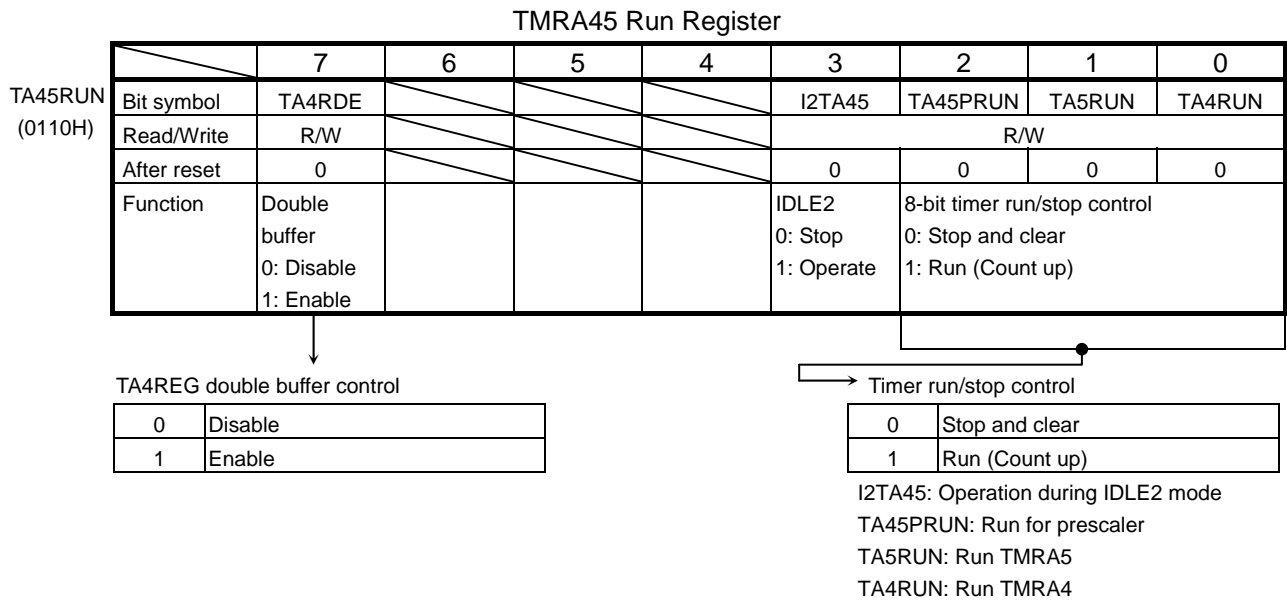 TMRA45 Run Register
7 6 5 4 3 2 1 0
TA45RUN (0110H)
Bit symbol TA4RDE I2TA45 TA45PRUN TA5RUN TA4RUN
Read/Write R/W R/W
After reset 0 0 0 0 0
Function Double buffer 0: Disable 1: Enable IDLE2 0: Stop 1: Operate 8-bit timer run/stop control 0: Stop and clear 1: Run (Count up)
TA4REG double buffer control
0 Disable
1 Enable
Timer run/stop control
0 Stop and clear
1 Run (Count up)
I2TA45: Operation during IDLE2 mode
TA45PRUN: Run for prescaler
TA5RUN: Run TMRA5
TA4RUN: Run TMRA4